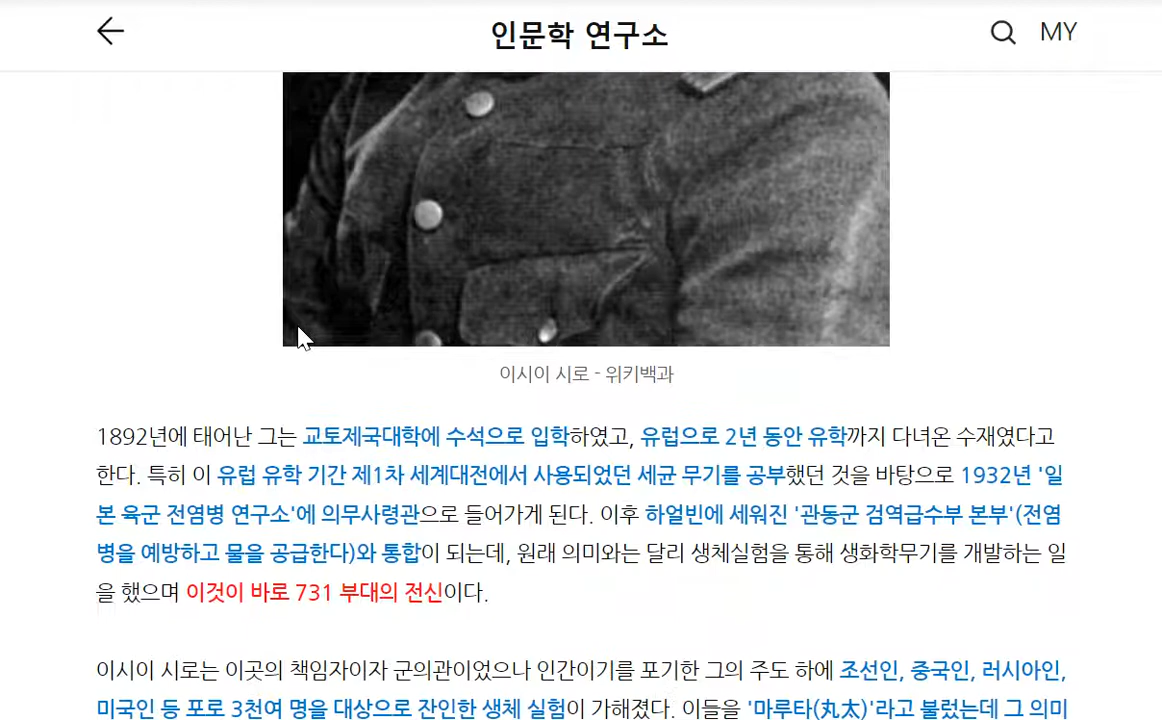 인문학 연구소
MY
이시이 시로 - 위키백과
1892년에 태어난 그는 교토제국대학에 수석으로 입학하였고, 유럽으로 2년 동안 유학까지 다녀온 수재였다고
한다. 특히 이 유럽 유학 기간 제1차 세계대전에서 사용되었던 세균 무기를 공부했던 것을 바탕으로 1932년 '일
본 육군 전염병 연구소'에 의무사령관으로 들어가게 된다. 이후 하얼빈에 세워진 '관동군 검역급수부 본부'(전염
병을 예방하고 물을 공급한다)와 통합이 되는데, 원래 의미와는 달리 생체실험을 통해 생화학무기를 개발하는 일
을 했으며 이것이 바로 731 부대의 전신이다.
이시이 시로는 이곳의 책임자이자 군의관이었으나 인간이기를 포기한 그의 주도 하에 조선인, 중국인, 러시아인,
미국인 등 포로 3천여 명을 대상으로 잔인한 생체 실험이 가해졌다. 이들을 '마루타(丸太)'라고 불렀는데 그 의미